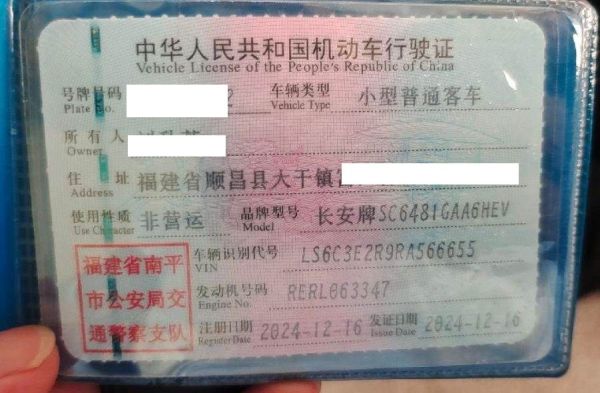 中华人民共和国机动车行驶证
Vehicle License of the People's Republic of China
号牌号码 2 车辆类型 小型普通客车
Plate No. Vehicle Type
所有人
Owner
住址 福建省顺昌县大干镇
Address
使用性质 非营运 品牌型号 长安牌SC6481GAA6HEV
Use Character Model
福建省南平市公安局交通警察支队
车辆识别代号 LS6C3E2R9RA566655
VIN
发动机号码 RERL063347
Engine No.
注册日期 2024-12-16 发证日期 2024-12-16
Register Date Issue Date